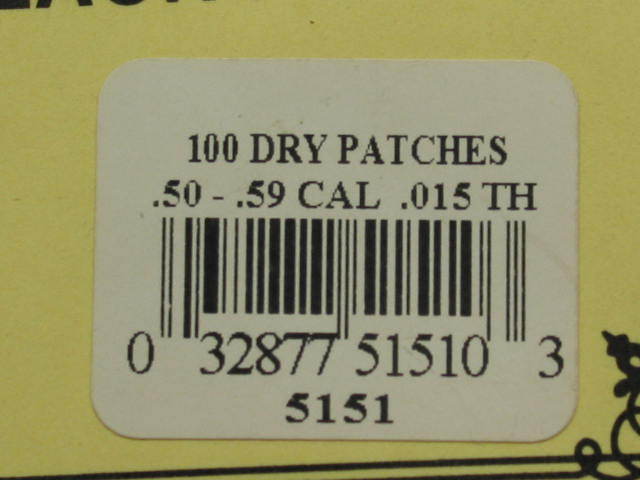 100 DRY PATCHES
.50 - .59 CAL .015 TH
0 32877 51510 3
5151